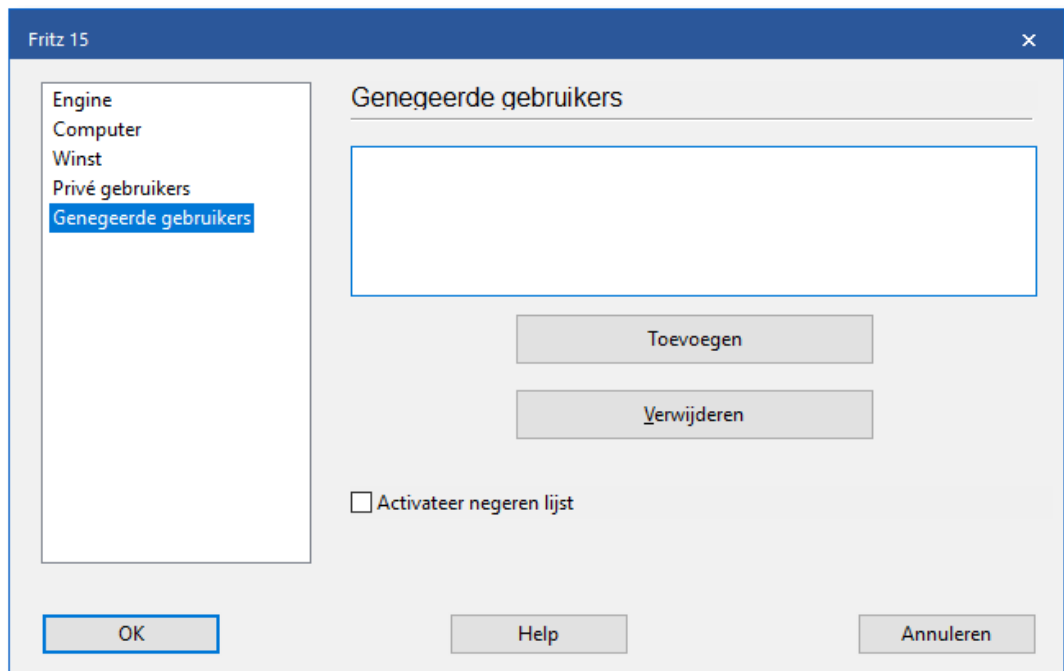 Fritz 15
Engine
Computer
Winst
Privé gebruikers
Genegeerde gebruikers
Genegeerde gebruikers
Toevoegen
Verwijderen
Activateer negeren lijst
OK
Help
Annuleren